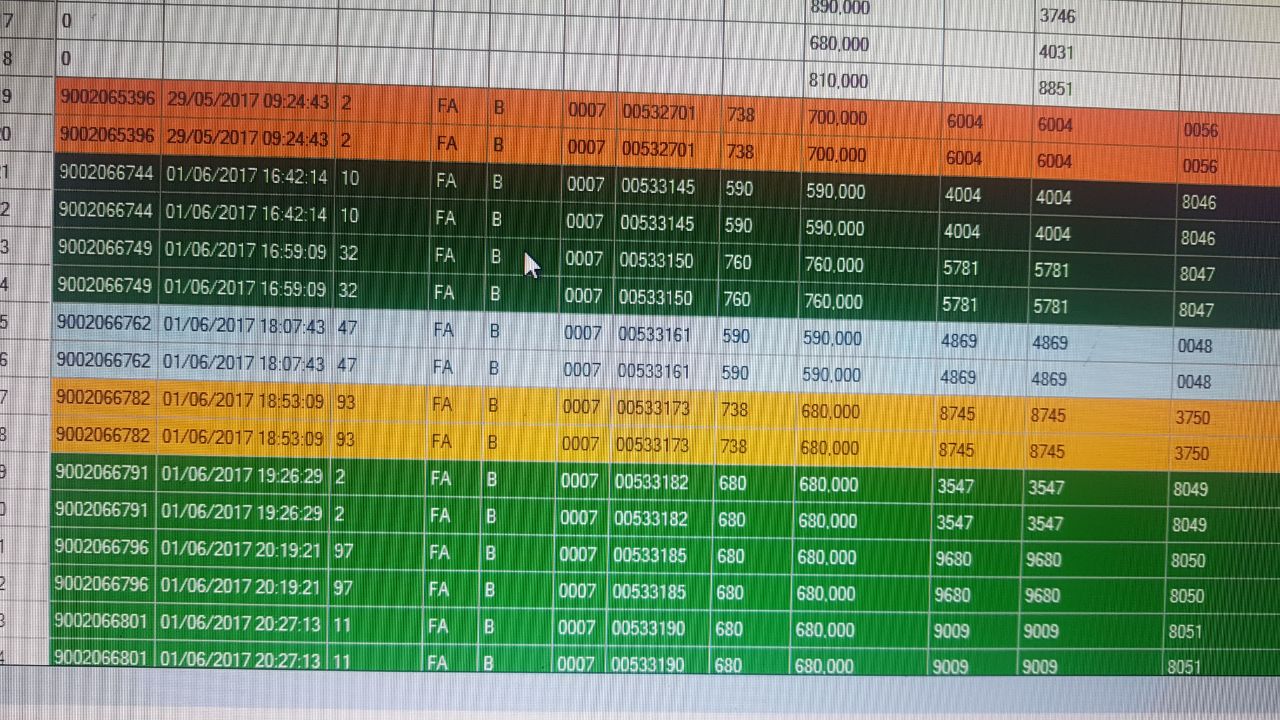 890,000 3746
7 0 680,000 4031
8 0 810,000 8851
9 9002065396 29/05/2017 09:24:43 2 FA B 0007 00532701 738 700,000 6004 6004 0056
0 9002065396 29/05/2017 09:24:43 2 FA B 0007 00532701 738 700,000 6004 6004 0056
1 9002066744 01/06/2017 16:42:14 10 FA B 0007 00533145 590 590,000 4004 4004 8046
2 9002066744 01/06/2017 16:42:14 10 FA B 0007 00533145 590 590,000 4004 4004 8046
3 9002066749 01/06/2017 16:59:09 32 FA B 0007 00533150 760 760,000 5781 5781 8047
4 9002066749 01/06/2017 16:59:09 32 FA B 0007 00533150 760 760,000 5781 5781 8047
5 9002066762 01/06/2017 18:07:43 47 FA B 0007 00533161 590 590,000 4869 4869 0048
6 9002066762 01/06/2017 18:07:43 47 FA B 0007 00533161 590 590,000 4869 4869 0048
7 9002066782 01/06/2017 18:53:09 93 FA B 0007 00533173 738 680,000 8745 8745 3750
8 9002066782 01/06/2017 18:53:09 93 FA B 0007 00533173 738 680,000 8745 8745 3750
9 9002066791 01/06/2017 19:26:29 2 FA B 0007 00533182 680 680,000 3547 3547 8049
0 9002066791 01/06/2017 19:26:29 2 FA B 0007 00533182 680 680,000 3547 3547 8049
1 9002066796 01/06/2017 20:19:21 97 FA B 0007 00533185 680 680,000 9680 9680 8050
2 9002066796 01/06/2017 20:19:21 97 FA B 0007 00533185 680 680,000 9680 9680 8050
3 9002066801 01/06/2017 20:27:13 11 FA B 0007 00533190 680 680,000 9009 9009 8051
4 9002066801 01/06/2017 20:27:13 11 FA B 0007 00533190 680 680,000 9009 9009 8051